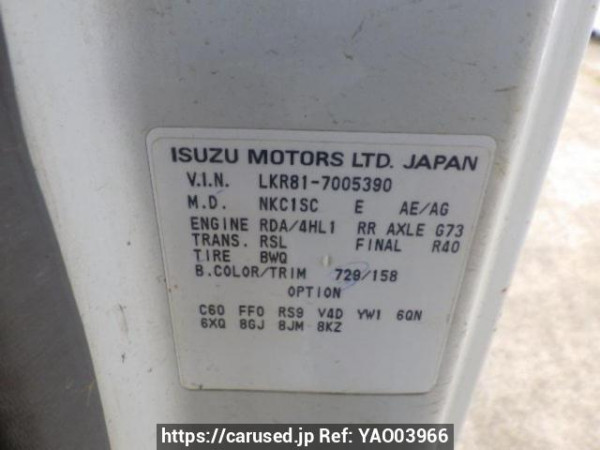 ISUZU MOTORS LTD. JAPAN
V.I.N. LKR81-7005390
M.D. NKC1SC E AE/AG
ENGINE RDA/4HL1 RR AXLE G73
TRANS. RSL FINAL R40
TIRE BWQ
B.COLOR/TRIM 729/158
OPTION
C60 FF0 RS9 V4D YW1 6QN
6XQ 8GJ 8JM 8KZ
https://carused.jp Ref: YAO03966